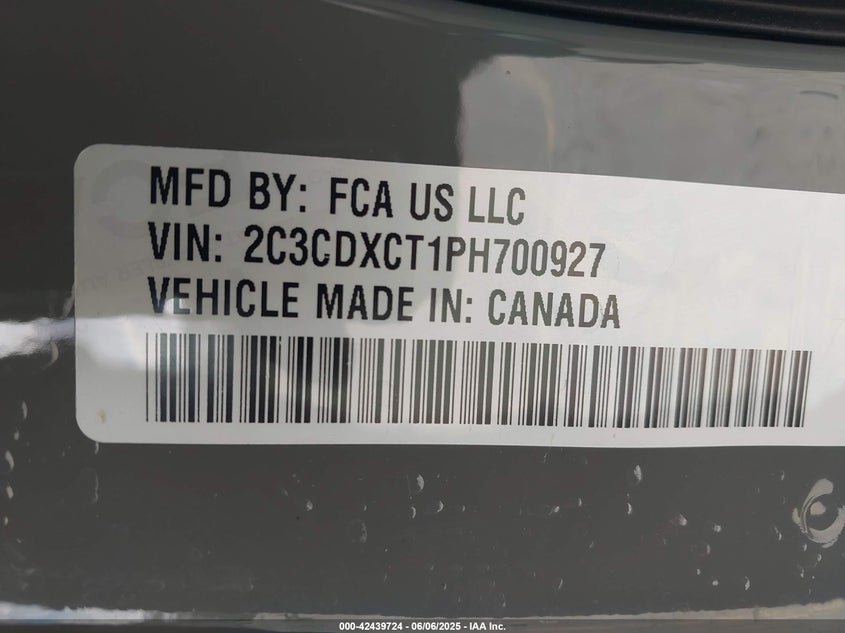 MFD BY: FCA US LLC
VIN: 2C3CDXCT1PH700927
VEHICLE MADE IN: CANADA
000-42439724 - 06/06/2025 - IAA Inc.